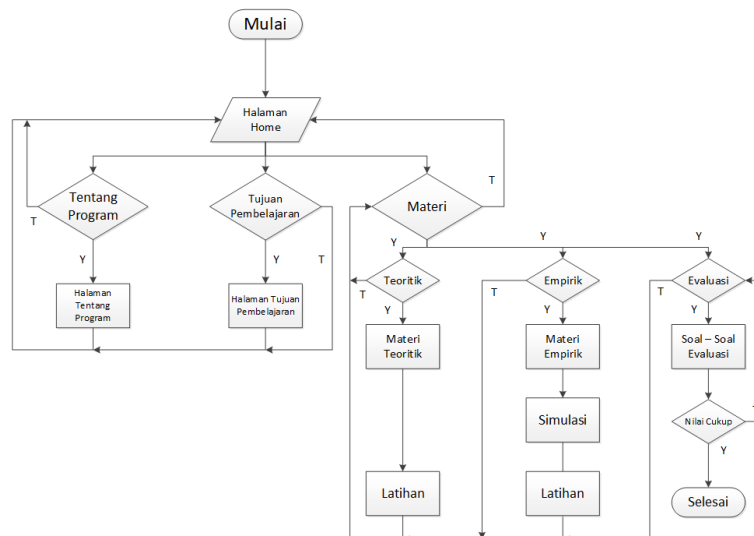 Mulai
Halaman
Home
T
Tentang
Program
Tujuan
Pembelajaran
Materi
T
Y
Y
Y
Y
Y
T
Teoritik
Empirik
Evaluasi
Halaman
Tentang
Program
Halaman Tujuan
Pembelajaran
T
Y
T
Y
T
Y
Materi
Teoritik
Materi
Empirik
Soal – Soal
Evaluasi
Simulasi
Nilai Cukup
Y
Latihan
Latihan
Selesai